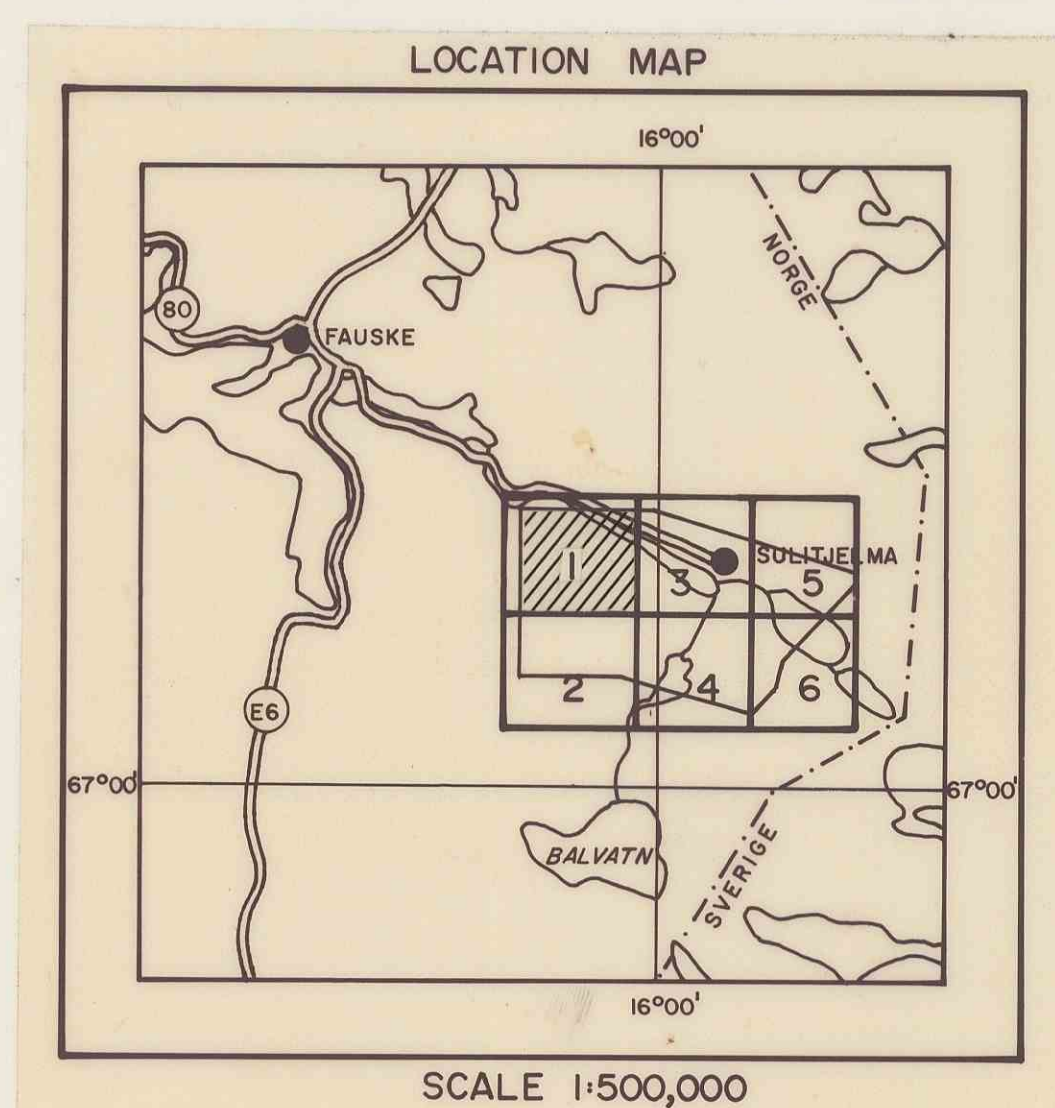 LOCATION MAP
16°00'
NORGE
80
FAUSKE
SULITJELMA
1
3
5
2
4
6
E6
67°00'
67°00'
BALVATN
SVERIGE
16°00'
SCALE 1:500,000